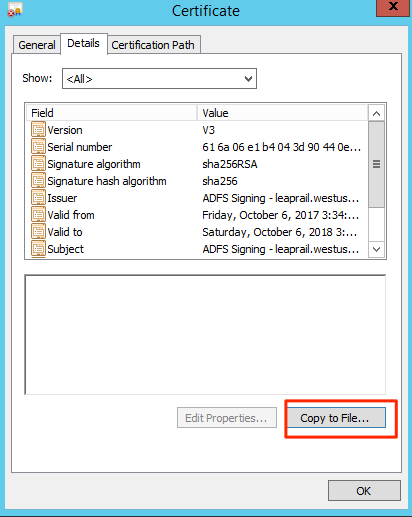 Certificate
x
General Details Certification Path
Show: <All>
Field Value
Version V3
Serial number 61 6a 06 e1 b4 04 3d 90 44 0e...
Signature algorithm sha256RSA
Signature hash algorithm sha256
Issuer ADFS Signing - leaprail.westus...
Valid from Friday, October 6, 2017 3:34:...
Valid to Saturday, October 6, 2018 3:...
Subject ADFS Signing - leaprail.westus...
Edit Properties... Copy to File...
OK